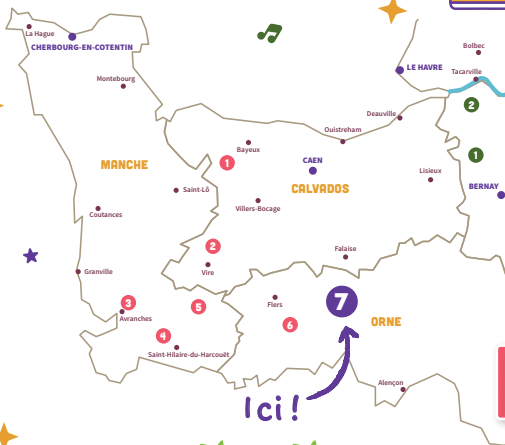 La Hague
CHERBOURG-EN-COTENTIN
Bolbec
LE HAVRE
Tacarville
Montebourg
2
Deauville
Ouistreham
Bayeux
1
1
CAEN
MANCHE
Lisieux
Saint-Lô
CALVADOS
BERNAY
Villers-Bocage
Coutances
2
Falaise
Vire
Granville
3
5
Flers
7
Avranches
6
ORNE
4
Saint-Hilaire-du-Harcouët
Alençon
Ici !